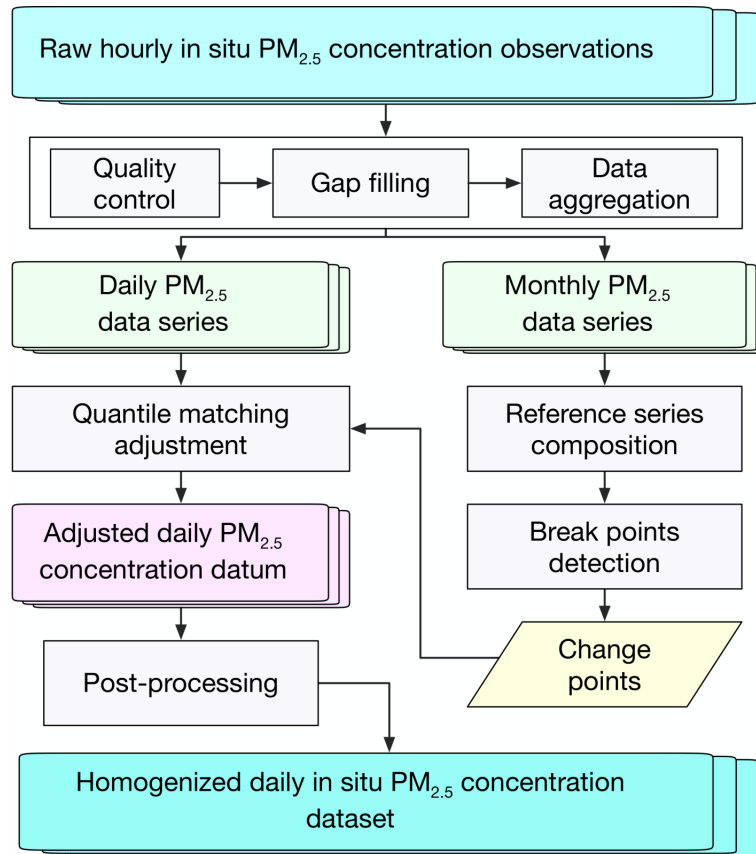 Raw hourly in situ PM2.5 concentration observations
Quality
control
Gap filling
Data
aggregation
Daily PM2.5
data series
Monthly PM2.5
data series
Quantile matching
adjustment
Reference series
composition
Adjusted daily PM2.5
concentration datum
Break points
detection
Change
points
Post-processing
Homogenized daily in situ PM2.5 concentration
dataset